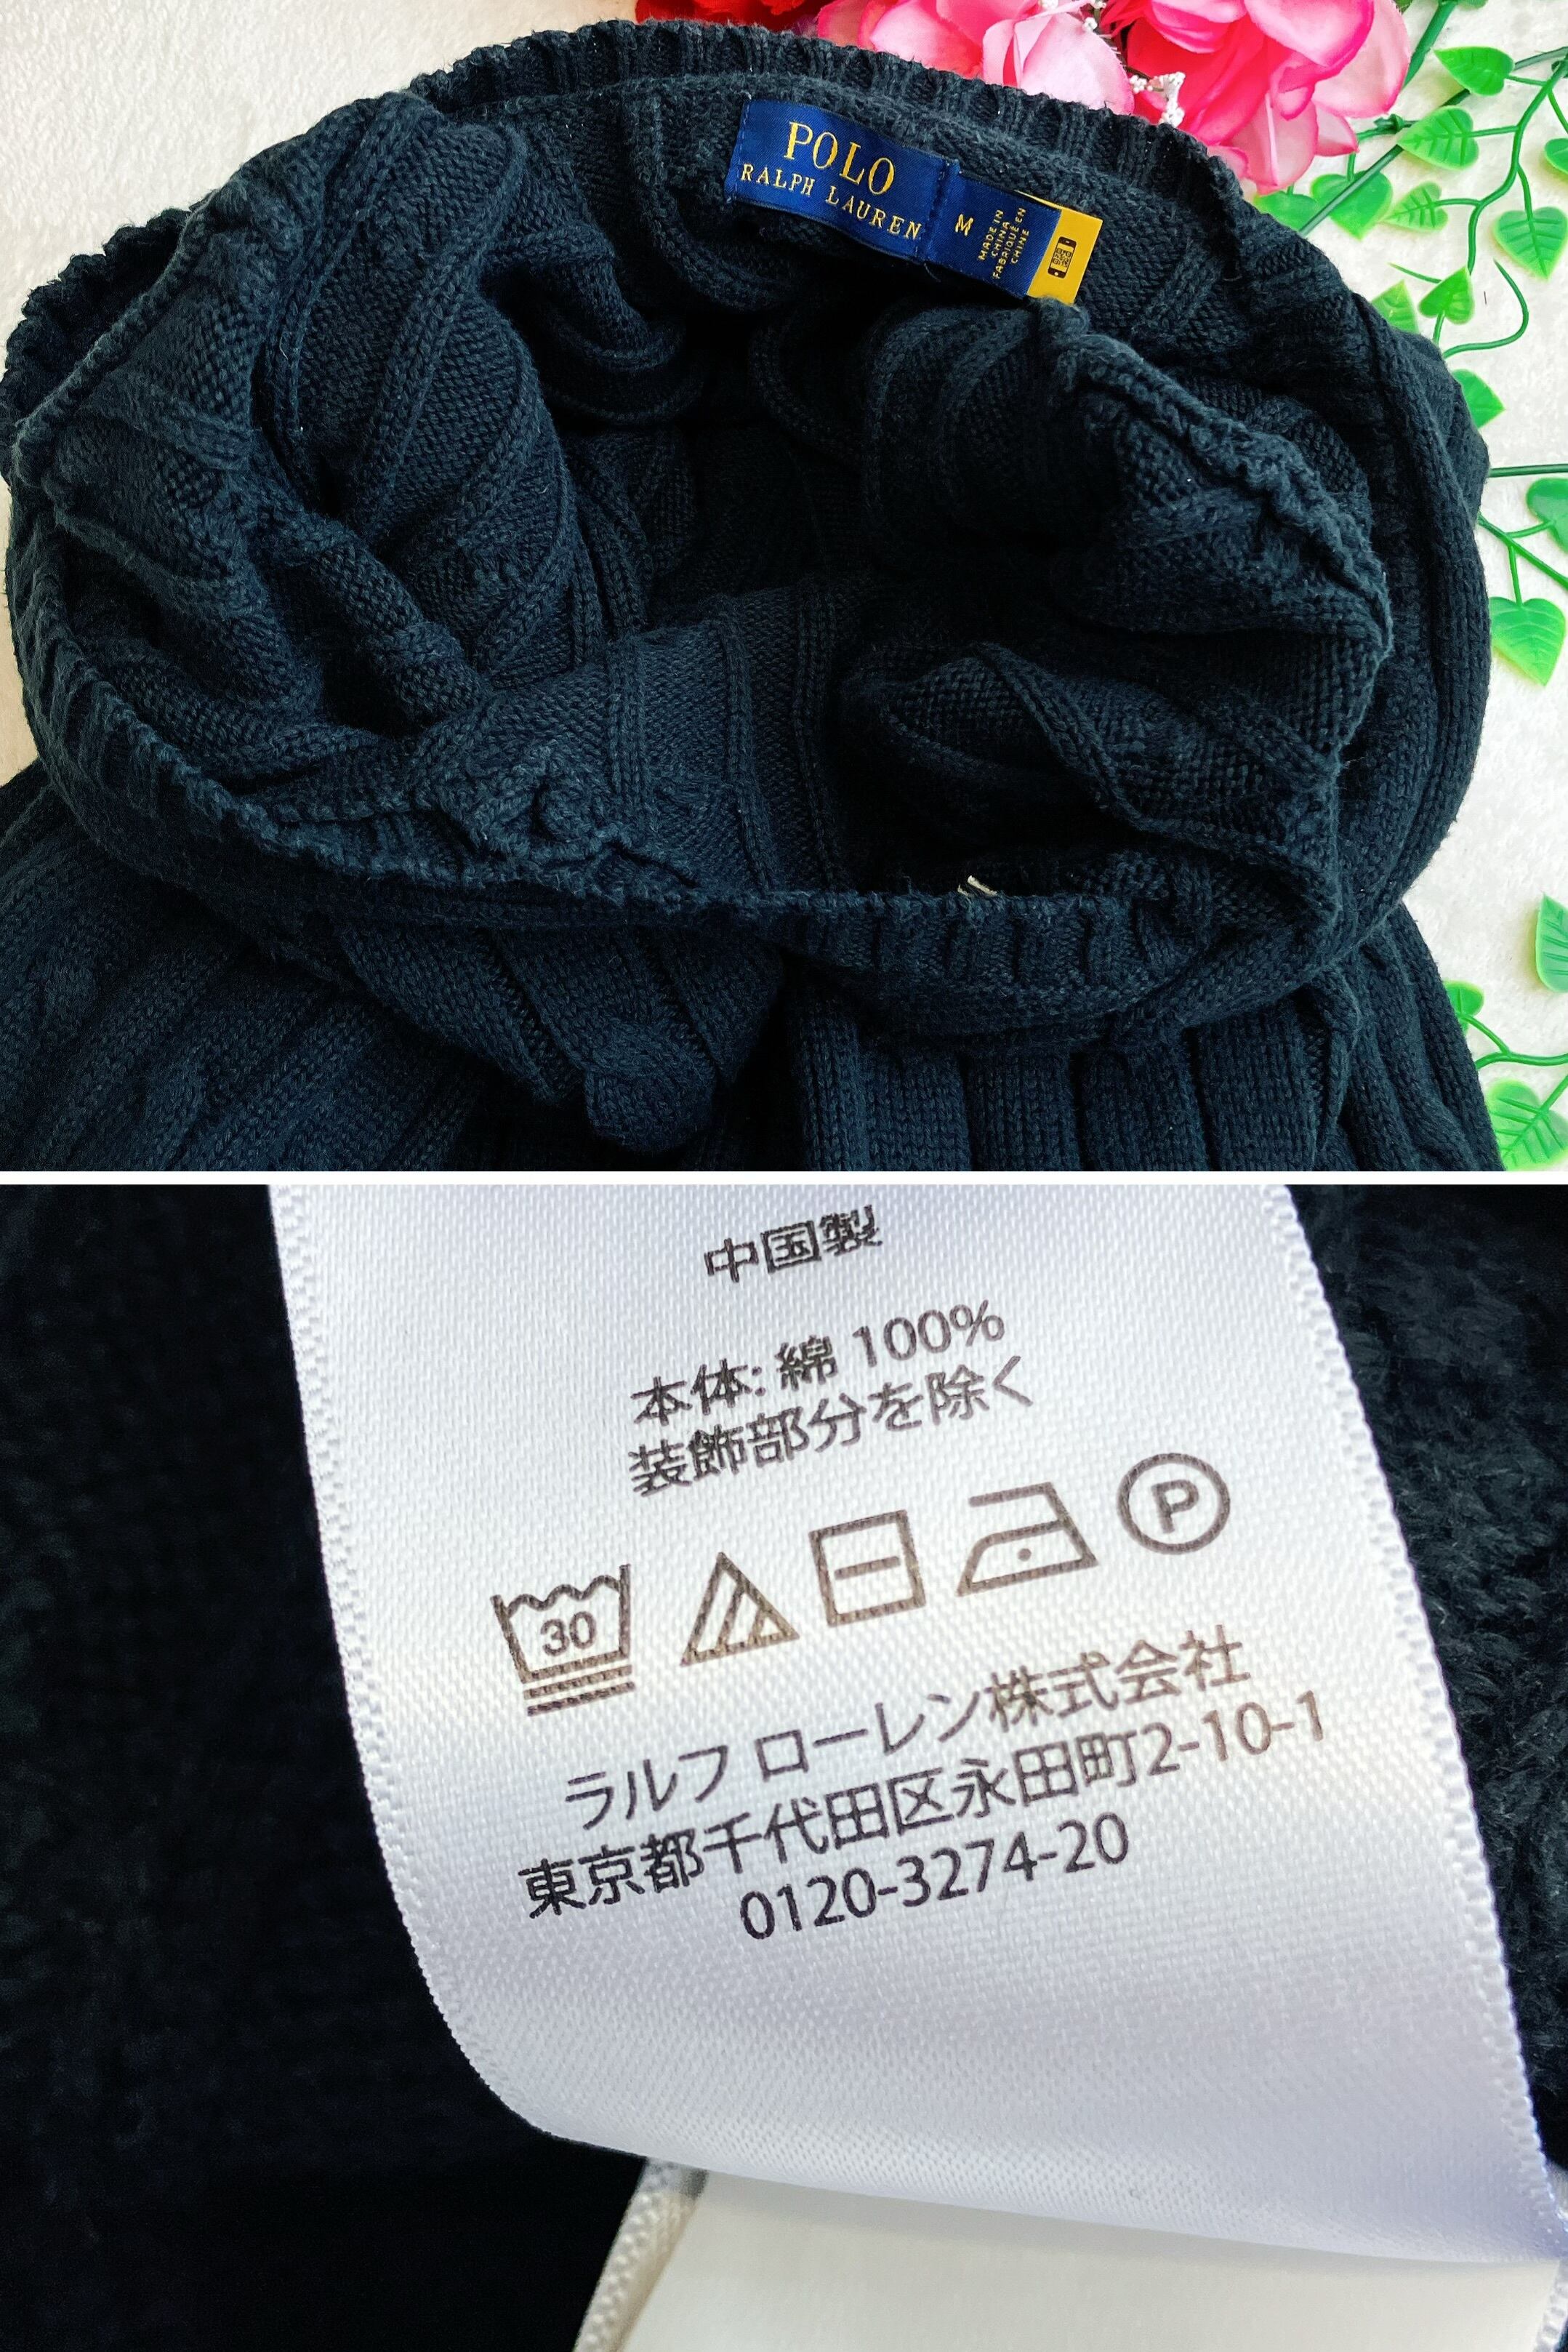 POLO
RALPH LAUREN
M
MADE IN
CHINA
FABRIQUÉ EN
CHINE
中国製
本体: 綿 100%
装飾部分を除く
30
P
ラルフ ローレン株式会社
東京都千代田区永田町2-10-1
0120-3274-20